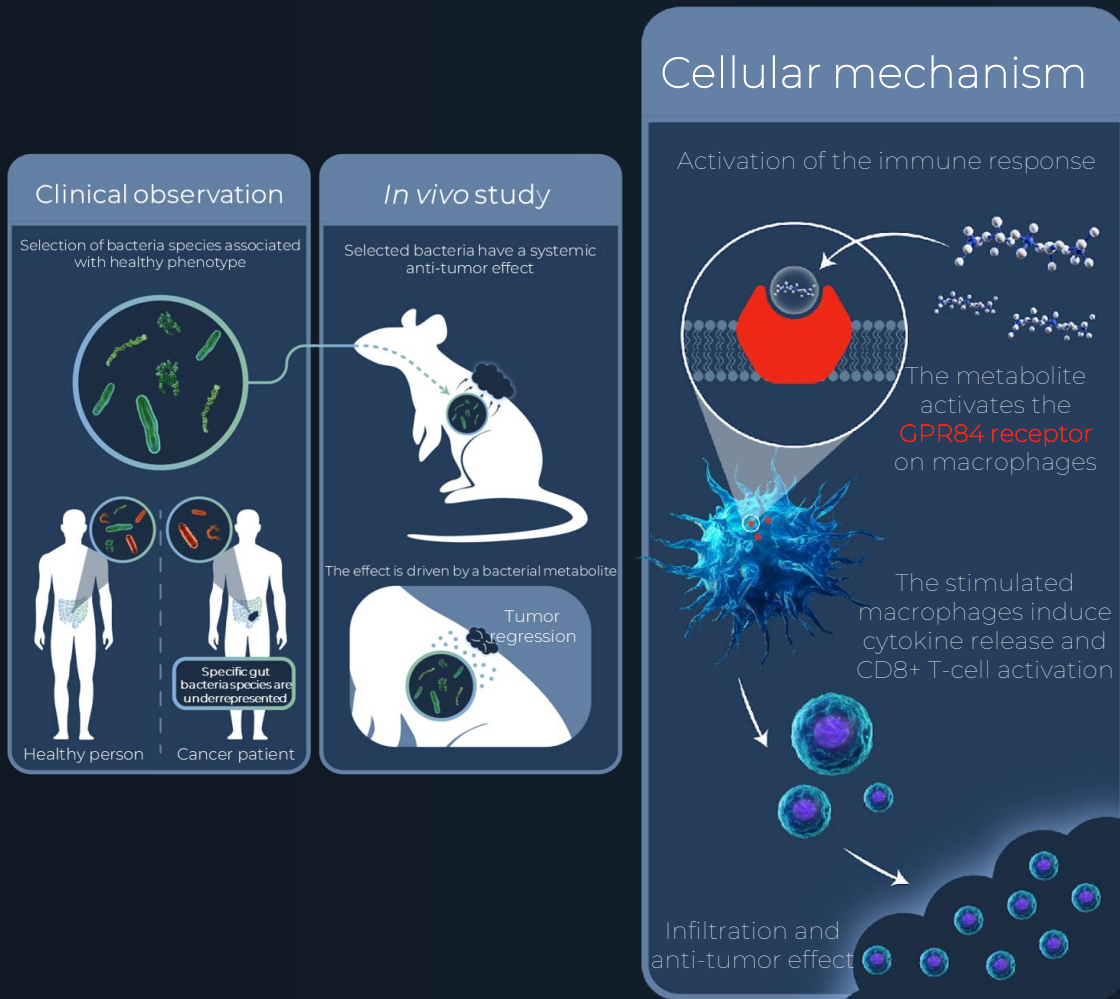 Clinical observation
Selection of bacteria species associated
with healthy phenotype
Specific gut
bacteria species are
underrepresented
Healthy person
Cancer patient
In vivo study
Selected bacteria have a systemic
anti-tumor effect
The effect is driven by a bacterial metabolite
Tumor
regression
Cellular mechanism
Activation of the immune response
The metabolite
activates the
GPR84 receptor
on macrophages
The stimulated
macrophages induce
cytokine release and
CD8+ T-cell activation
Infiltration and
anti-tumor effect